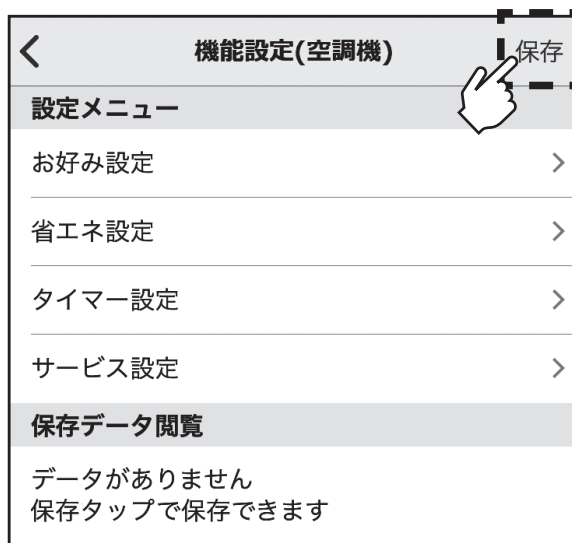 機能設定(空調機) 保存
設定メニュー
お好み設定
省エネ設定
タイマー設定
サービス設定
保存データ閲覧
データがありません
保存タップで保存できます